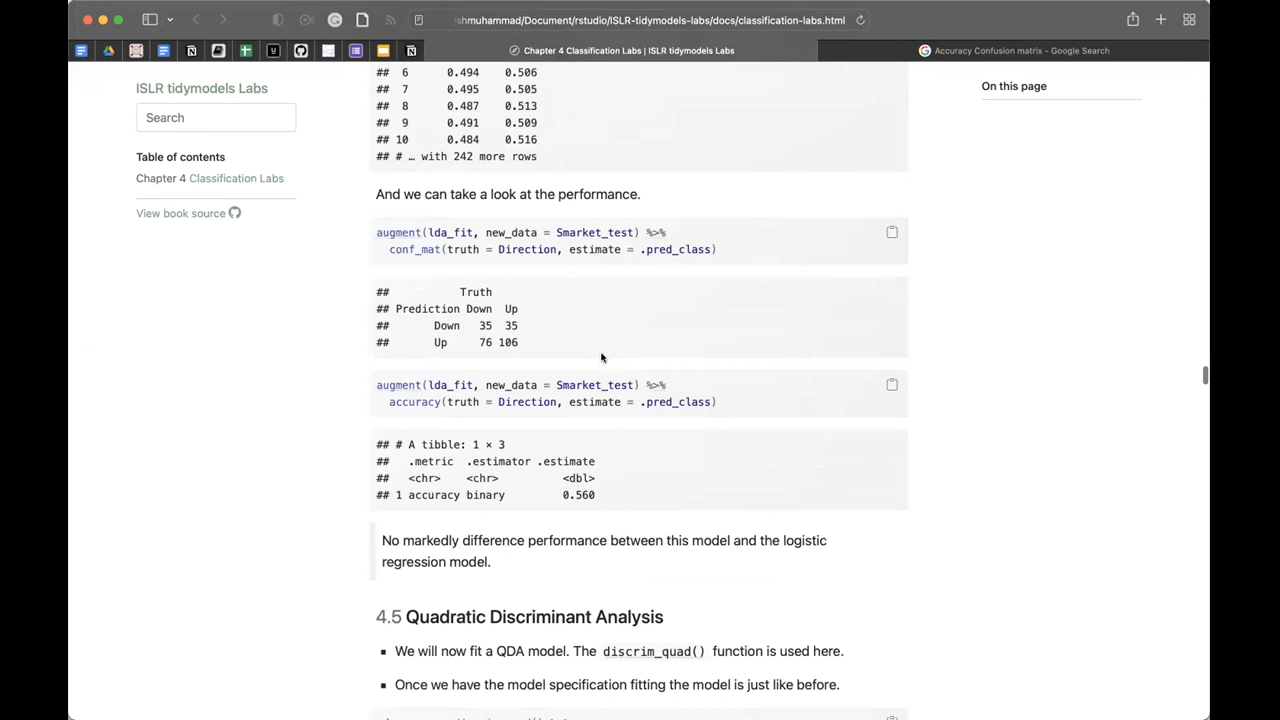 /shmuhammad/Document/rstudio/ISLR-tidymodels-labs/docs/classification-labs.html
Chapter 4 Classification Labs | ISLR tidymodels Labs
Accuracy Confusion matrix - Google Search
ISLR tidymodels Labs
Search
Table of contents
Chapter 4 Classification Labs
View book source
## 6 0.494 0.506
## 7 0.495 0.505
## 8 0.487 0.513
## 9 0.491 0.509
## 10 0.484 0.516
## # … with 242 more rows
And we can take a look at the performance.
augment(lda_fit, new_data = Smarket_test) %>%
conf_mat(truth = Direction, estimate = .pred_class)
## Truth
## Prediction Down Up
## Down 35 35
## Up 76 106
augment(lda_fit, new_data = Smarket_test) %>%
accuracy(truth = Direction, estimate = .pred_class)
## # A tibble: 1 × 3
## .metric .estimator .estimate
## <chr> <chr> <dbl>
## 1 accuracy binary 0.560
No markedly difference performance between this model and the logistic
regression model.
4.5 Quadratic Discriminant Analysis
▪ We will now fit a QDA model. The discrim_quad() function is used here.
▪ Once we have the model specification fitting the model is just like before.
On this page